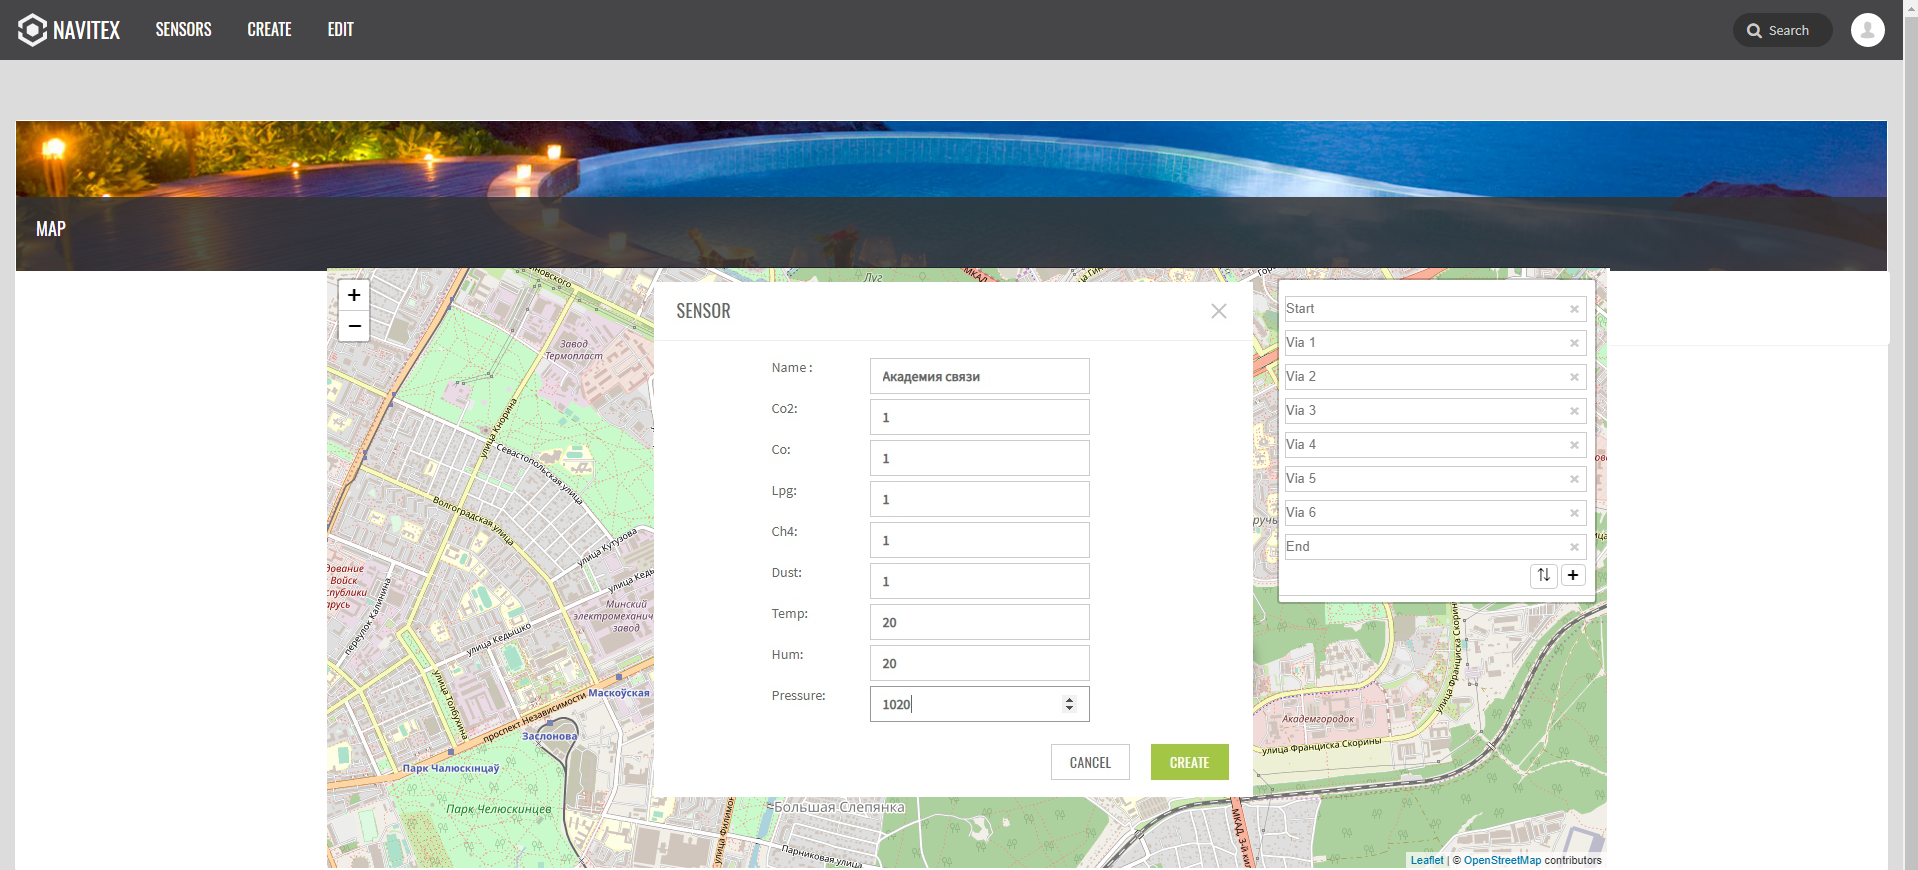 NAVITEX
SENSORS
CREATE
EDIT
Search
MAP
+
−
SENSOR
Name :
Академия связи
Co2:
1
Co:
1
Lpg:
1
Ch4:
1
Dust:
1
Temp:
20
Hum:
20
Pressure:
1020
CANCEL
CREATE
Start
Via 1
Via 2
Via 3
Via 4
Via 5
Via 6
End
+
Луг
Завод
Термопласт
улица Кнорина
Севастопольская улица
Волгоградская улица
улица Кутузова
переулок Калинина
Минский
электромеханич
завод
улица Кедышко
улица Толбухина
Маскоўская
проспект Независимости
Заслонова
Парк Чалюскінцаў
Парк Челюскинцев
Большая Слепянка
Парниковая улица
Академгородок
улица Франциска Скорины
улица Франциска Скорины
Leaflet | © OpenStreetMap contributors